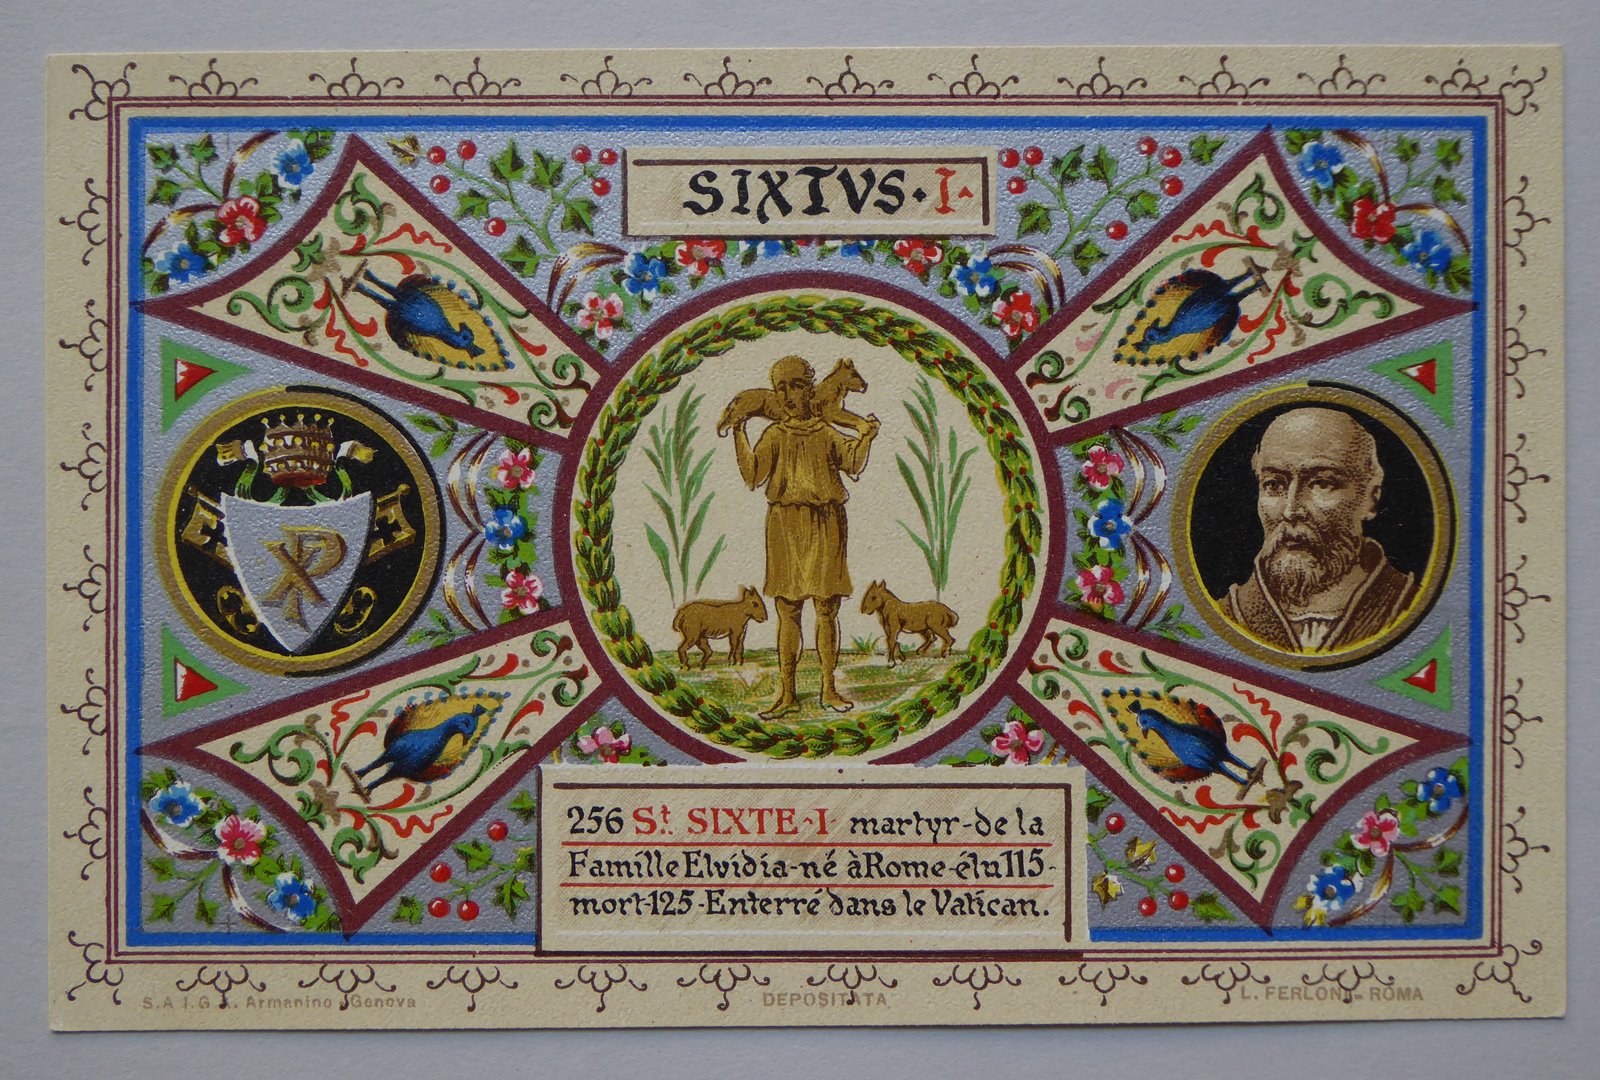 SIXTVS · I ·
256 St. SIXTE · I · martyr - de la
Famille Elvidia - né à Rome - élu 115 -
mort - 125 - Enterré dans le Vatican.
S.A.I.G.A. Armanino - Genova
DEPOSITATA
L. FERLONI - ROMA